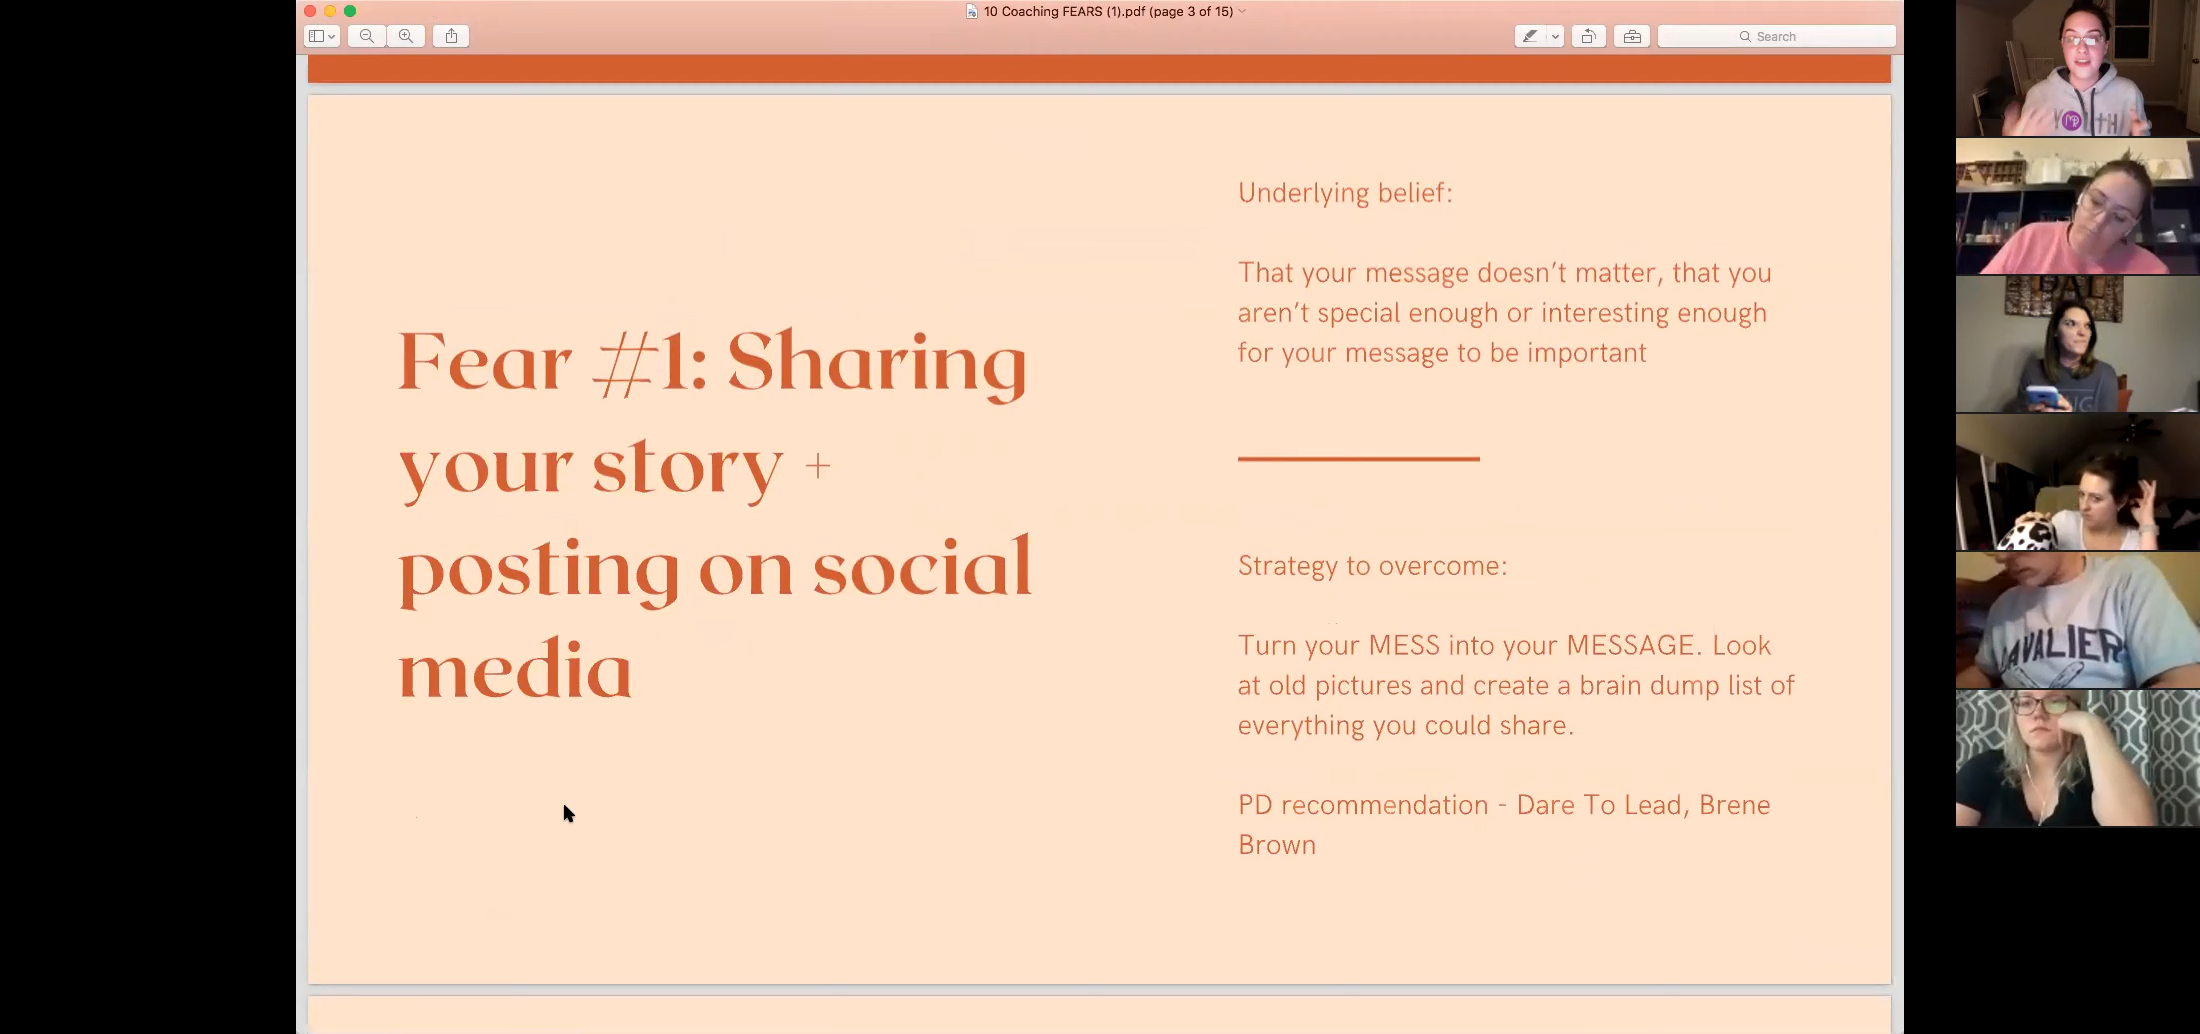 10 Coaching FEARS (1).pdf (page 3 of 15)
Search
Fear #1: Sharing
your story +
posting on social
media
Underlying belief:
That your message doesn't matter, that you
aren't special enough or interesting enough
for your message to be important
Strategy to overcome:
Turn your MESS into your MESSAGE. Look
at old pictures and create a brain dump list of
everything you could share.
PD recommendation - Dare To Lead, Brene
Brown